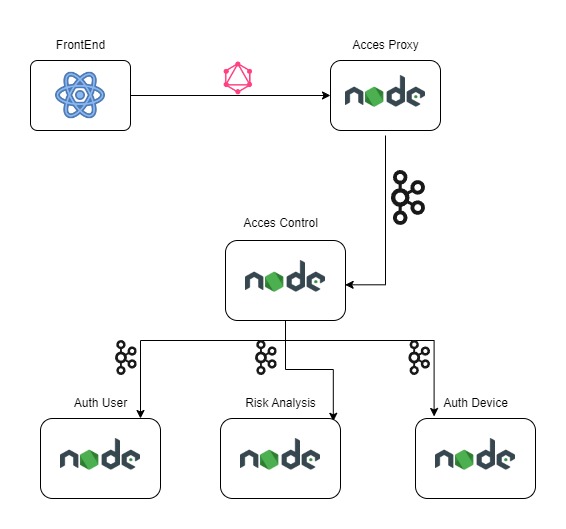 FrontEnd
Acces Proxy
node
Acces Control
node
Auth User
Risk Analysis
Auth Device
node
node
node